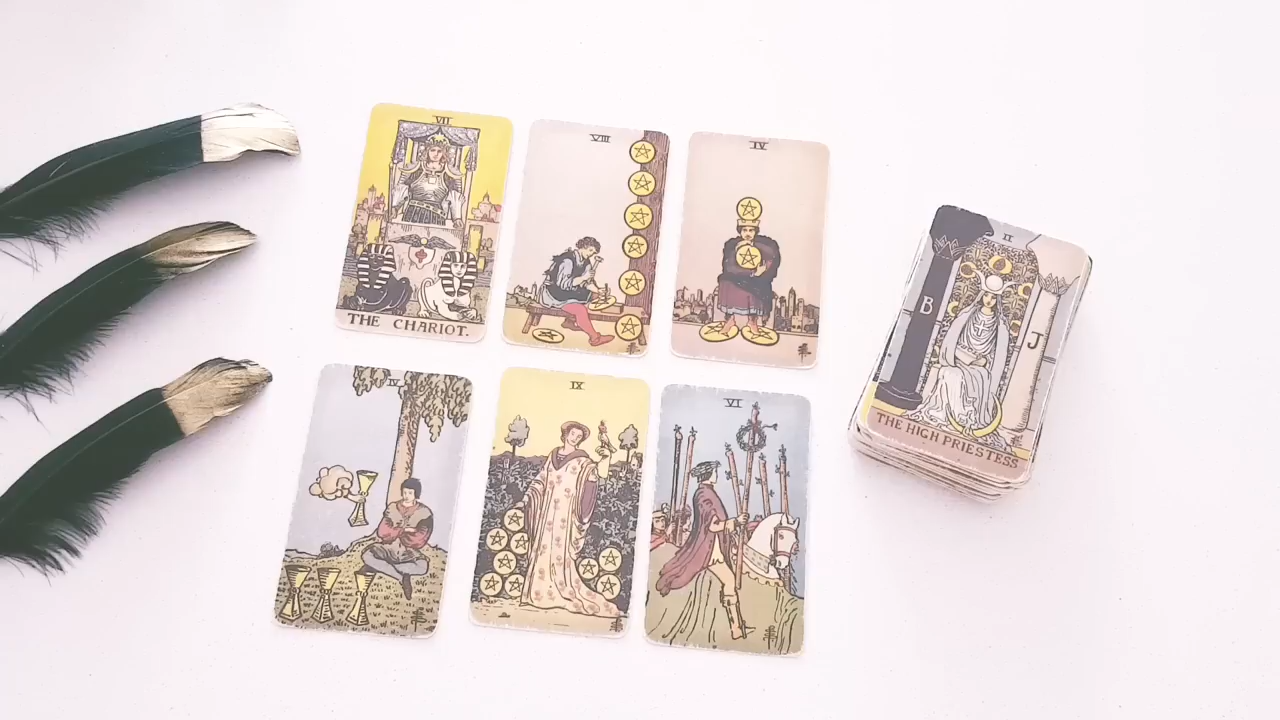 VII
THE CHARIOT.
VIII
IV
IV
IX
VI
II
B
J
THE HIGH PRIESTESS